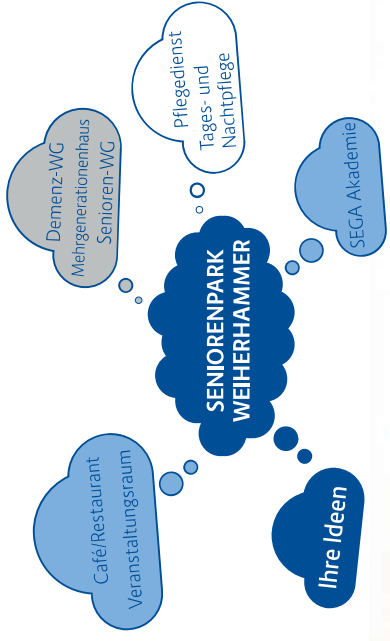 SENIORENPARK
WEIHERHAMMER
Café/Restaurant
Veranstaltungsraum
Demenz-WG
Mehrgenerationenhaus
Senioren-WG
Pflegedienst
Tages- und
Nachtpflege
SEGA Akademie
Ihre Ideen